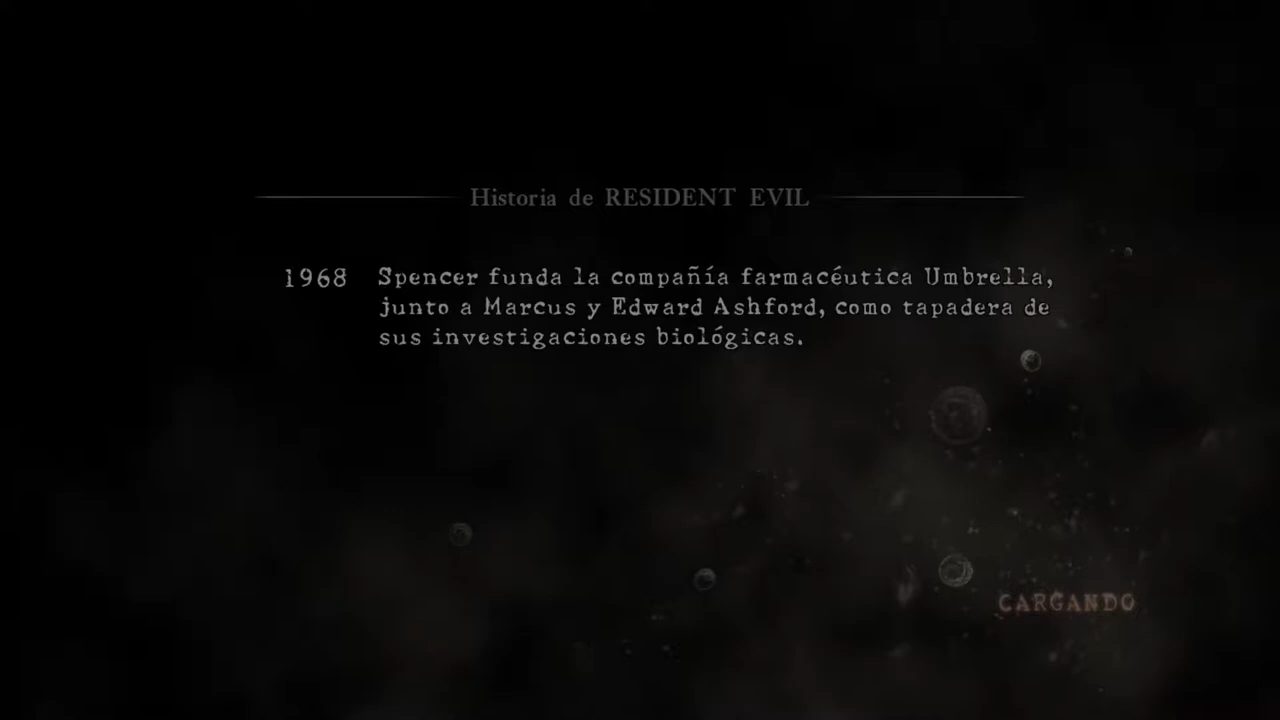 Historia de RESIDENT EVIL
1968 Spencer funda la compañía farmacéutica Umbrella,
junto a Marcus y Edward Ashford, como tapadera de
sus investigaciones biológicas.
CARGANDO